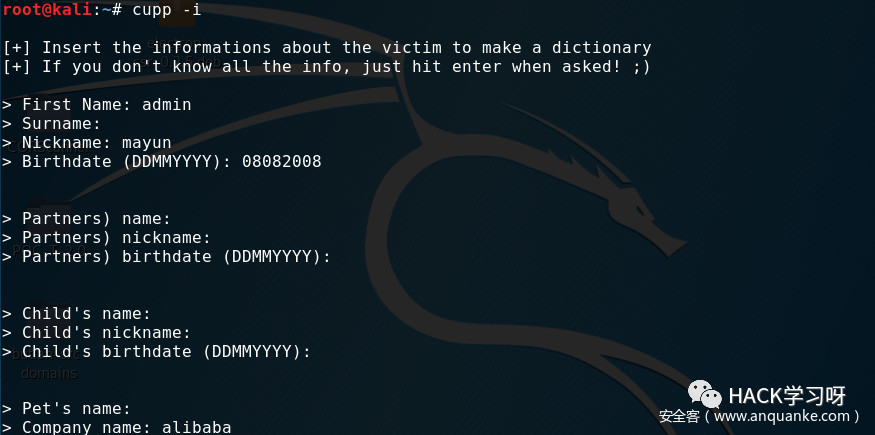 root@kali:~# cupp -i
[+] Insert the informations about the victim to make a dictionary
[+] If you don't know all the info, just hit enter when asked! ;)
> First Name: admin
> Surname:
> Nickname: mayun
> Birthdate (DDMMYYYY): 08082008
> Partners) name:
> Partners) nickname:
> Partners) birthdate (DDMMYYYY):
> Child's name:
> Child's nickname:
> Child's birthdate (DDMMYYYY):
domains
> Pet's name:
> Company name: alibaba
HACK学习呀
安全客（www.anquanke.com）